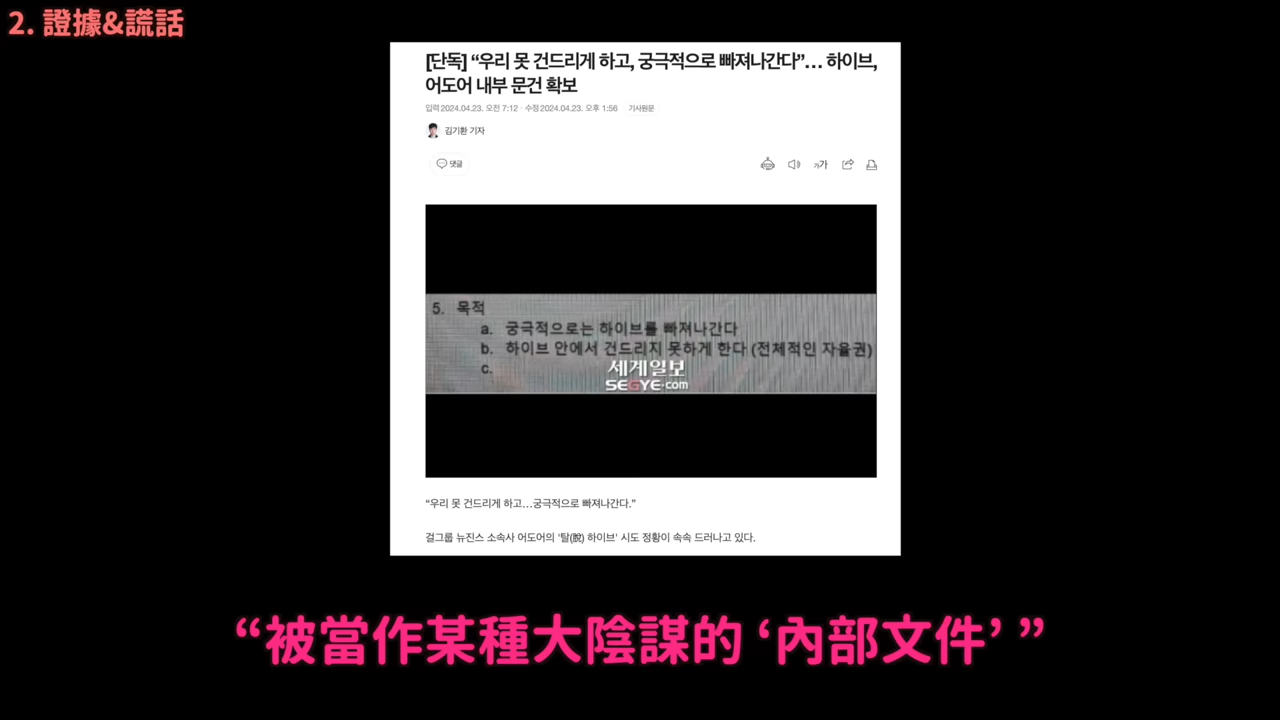 2. 證據&謊話
[단독] “우리 못 건드리게 하고, 궁극적으로 빠져나간다”… 하이브,
어도어 내부 문건 확보
입력 2024.04.23. 오전 7:12 · 수정 2024.04.23. 오후 1:56 기사원문
김기환 기자
댓글
가가
5. 목적
a. 궁극적으로는 하이브를 빠져나간다
b. 하이브 안에서 건드리지 못하게 한다 (전체적인 자율권)
c.
세계일보
SEGYE.com
“우리 못 건드리게 하고…궁극적으로 빠져나간다.”
걸그룹 뉴진스 소속사 어도어의 ‘탈(脫) 하이브’ 시도 정황이 속속 드러나고 있다.
“被當作某種大陰謀的 ‘內部文件’ ”